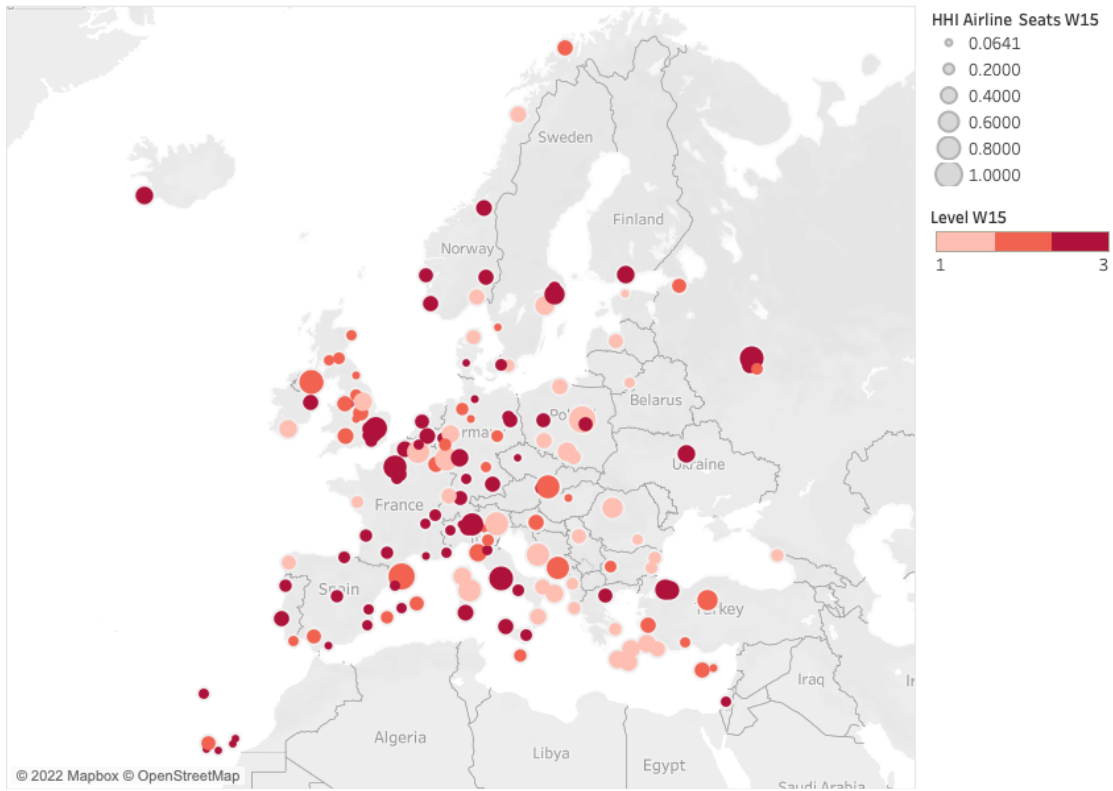 HHI Airline Seats W15
0.0641
0.2000
0.4000
0.6000
0.8000
1.0000
Level W15
1 3
Sweden
Finland
Norway
Belarus
Ukraine
France
Spain
Turkey
Iraq
Algeria
Libya
Egypt
Saudi Arabia
© 2022 Mapbox © OpenStreetMap